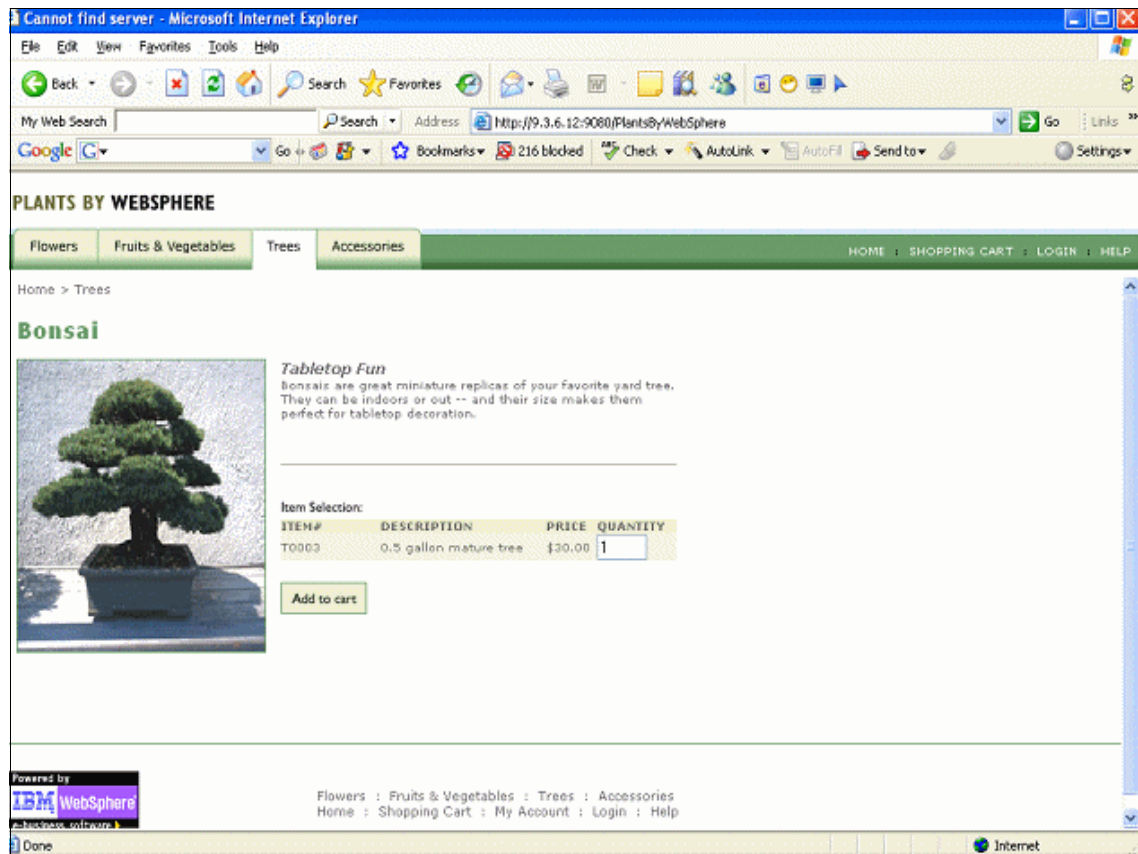 Cannot find server - Microsoft Internet Explorer
File Edit View Favorites Tools Help
Back Search Favorites
My Web Search Search Address http://9.3.6.12:9080/PlantsByWebSphere Go Links »
Google G Go Bookmarks 216 blocked Check AutoLink AutoFill Send to Settings
PLANTS BY WEBSPHERE
Flowers Fruits & Vegetables Trees Accessories
HOME : SHOPPING CART : LOGIN : HELP
Home > Trees
Bonsai
Tabletop Fun
Bonsais are great miniature replicas of your favorite yard tree.
They can be indoors or out -- and their size makes them
perfect for tabletop decoration.
Item Selection:
ITEM# DESCRIPTION PRICE QUANTITY
T0003 0.5 gallon mature tree $30.00 1
Add to cart
Powered by
IBM WebSphere
e-business software
Flowers : Fruits & Vegetables : Trees : Accessories
Home : Shopping Cart : My Account : Login : Help
Done Internet